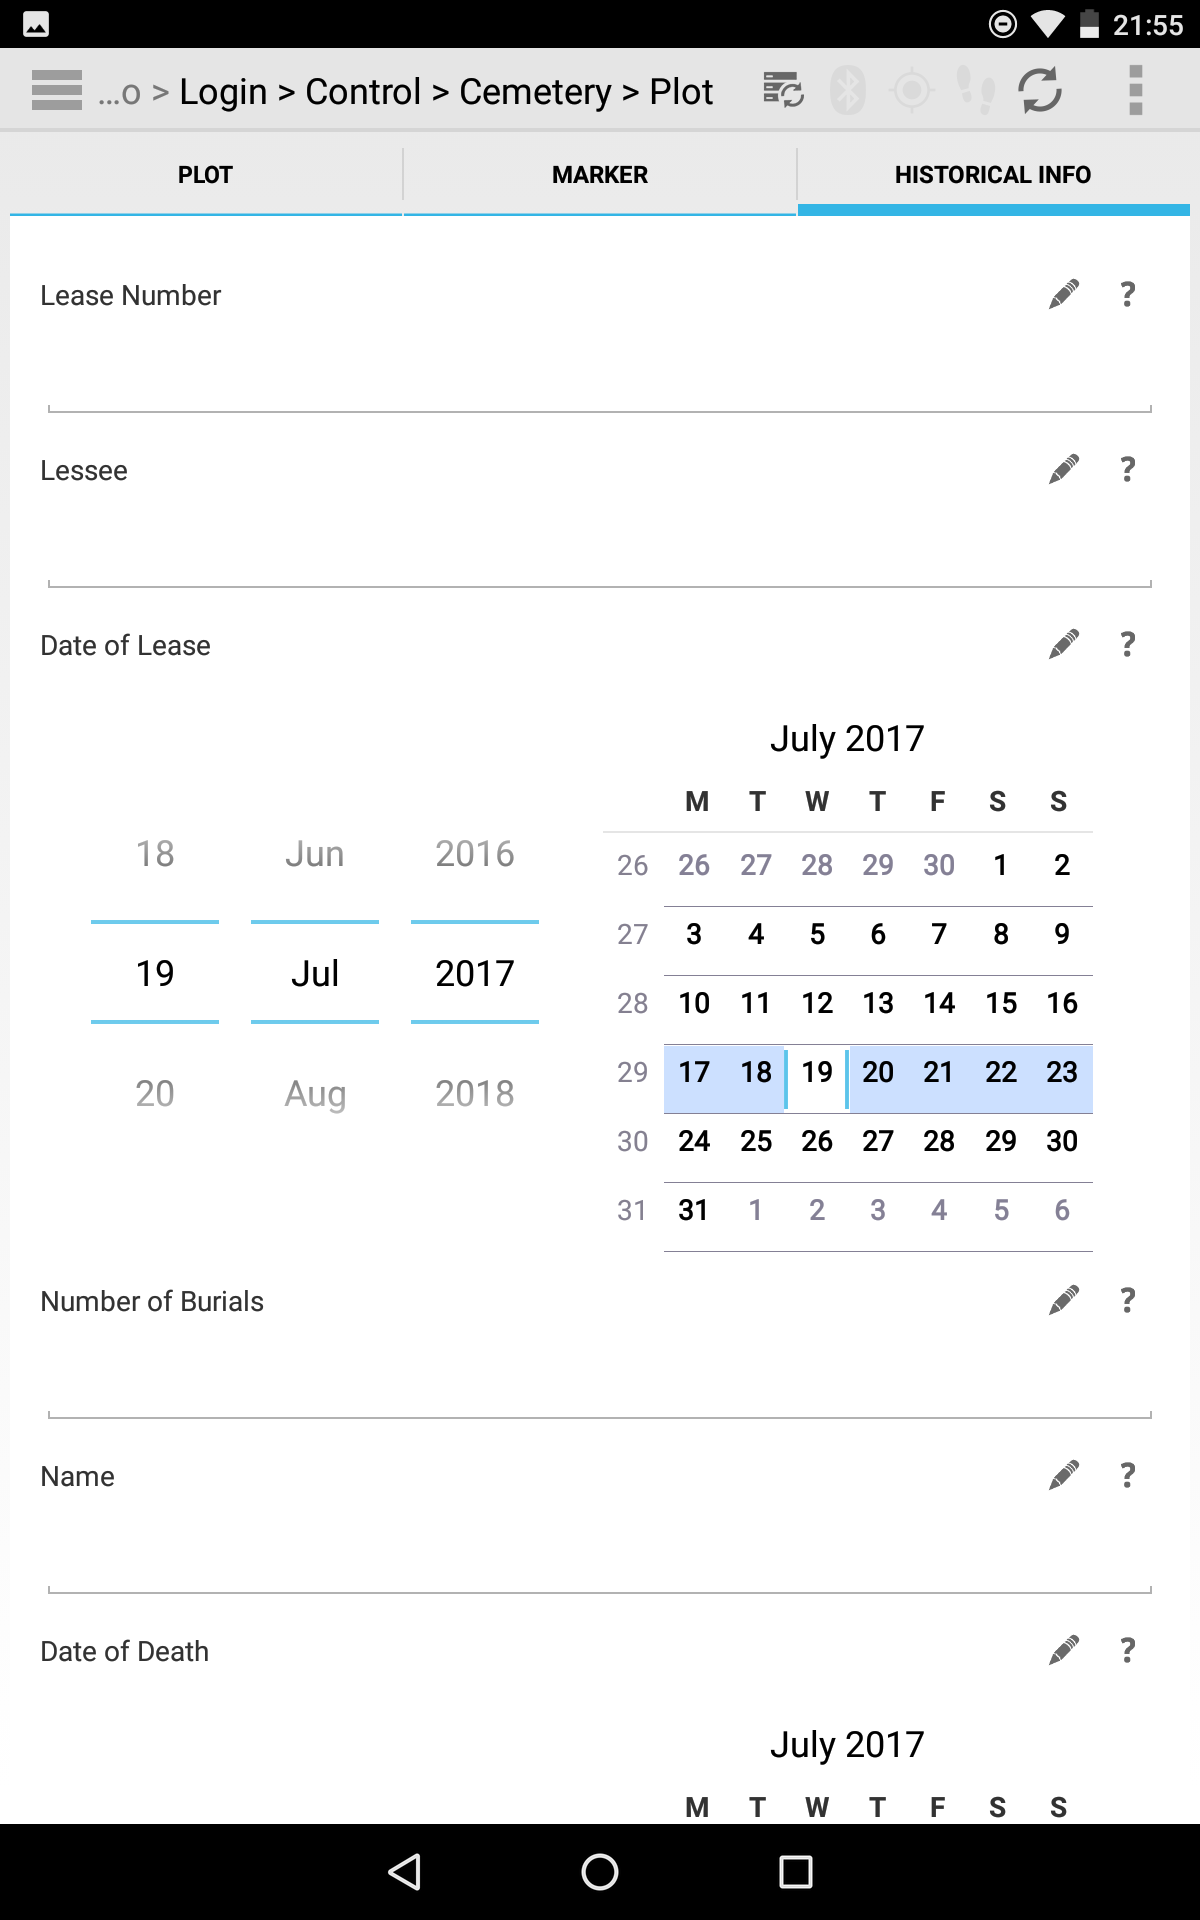 21:55
...o > Login > Control > Cemetery > Plot
PLOT MARKER HISTORICAL INFO
Lease Number ?
Lessee ?
Date of Lease ?
July 2017
M T W T F S S
18 Jun 2016
19 Jul 2017
20 Aug 2018
26 26 27 28 29 30 1 2
27 3 4 5 6 7 8 9
28 10 11 12 13 14 15 16
29 17 18 19 20 21 22 23
30 24 25 26 27 28 29 30
31 31 1 2 3 4 5 6
Number of Burials ?
Name ?
Date of Death ?
July 2017
M T W T F S S